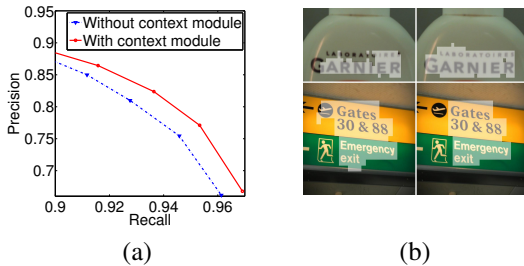 0.95
0.9
0.85
0.8
0.75
0.7
Precision
Without context module
With context module
0.9
0.92
0.94
0.96
Recall
(a)
LABORATOIRES
GARNIER
LABORATOIRES
GARNIER
Gates
30 & 88
Emergency
exit
Gates
30 & 88
Emergency
exit
(b)